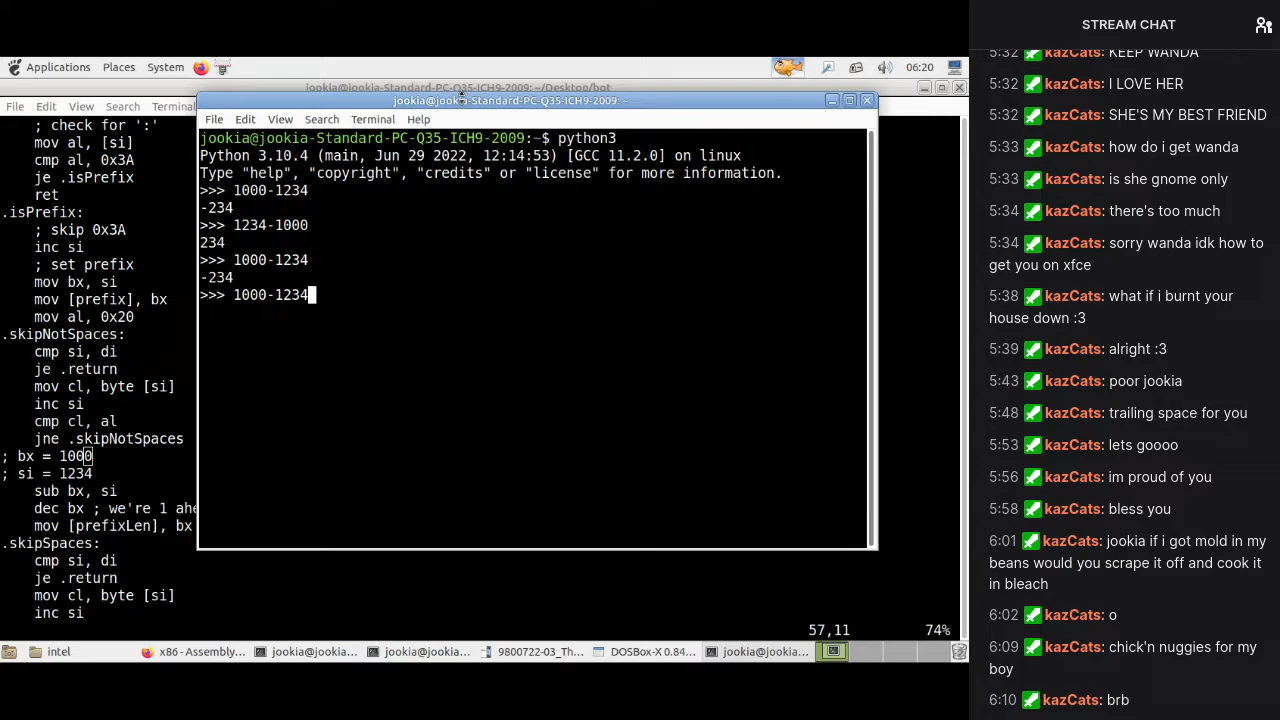 Applications Places System 06:20
jookia@jookia-Standard-PC-Q35-ICH9-2009: ~/Desktop/bot
File Edit View Search Terminal
; check for ':'
mov al, [si]
cmp al, 0x3A
je .isPrefix
ret
.isPrefix:
; skip 0x3A
inc si
; set prefix
mov bx, si
mov [prefix], bx
mov al, 0x20
.skipNotSpaces:
cmp si, di
je .return
mov cl, byte [si]
inc si
cmp cl, al
jne .skipNotSpaces
; bx = 1000
; si = 1234
sub bx, si
dec bx ; we're 1 ahe
mov [prefixLen], bx
.skipSpaces:
cmp si, di
je .return
mov cl, byte [si]
inc si
57,11 74%
jookia@jookia-Standard-PC-Q35-ICH9-2009: ~
File Edit View Search Terminal Help
jookia@jookia-Standard-PC-Q35-ICH9-2009:~$ python3
Python 3.10.4 (main, Jun 29 2022, 12:14:53) [GCC 11.2.0] on linux
Type "help", "copyright", "credits" or "license" for more information.
>>> 1000-1234
-234
>>> 1234-1000
234
>>> 1000-1234
-234
>>> 1000-1234
intel x86 - Assembly... jookia@jookia... jookia@jookia... 9800722-03_Th... DOSBox-X 0.84... jookia@jookia...
STREAM CHAT
5:32 kazCats: KEEP WANDA
5:32 kazCats: I LOVE HER
5:32 kazCats: SHE'S MY BEST FRIEND
5:33 kazCats: how do i get wanda
5:33 kazCats: is she gnome only
5:34 kazCats: there's too much
5:34 kazCats: sorry wanda idk how to
get you on xfce
5:38 kazCats: what if i burnt your
house down :3
5:39 kazCats: alright :3
5:43 kazCats: poor jookia
5:48 kazCats: trailing space for you
5:53 kazCats: lets goooo
5:56 kazCats: im proud of you
5:58 kazCats: bless you
6:01 kazCats: jookia if i got mold in my
beans would you scrape it off and cook it
in bleach
6:02 kazCats: o
6:09 kazCats: chick'n nuggies for my
boy
6:10 kazCats: brb